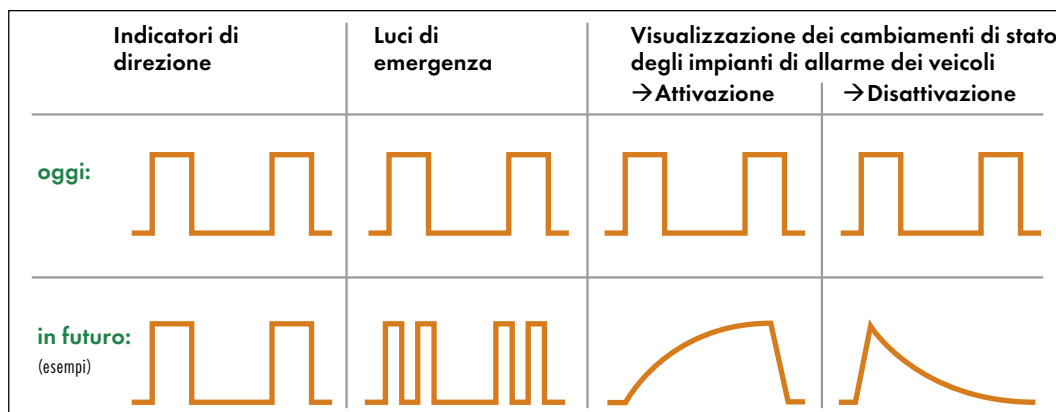 Indicatori di
direzione
Luci di
emergenza
Visualizzazione dei cambiamenti di stato
degli impianti di allarme dei veicoli
→Attivazione
→Disattivazione
oggi:
in futuro:
(esempi)